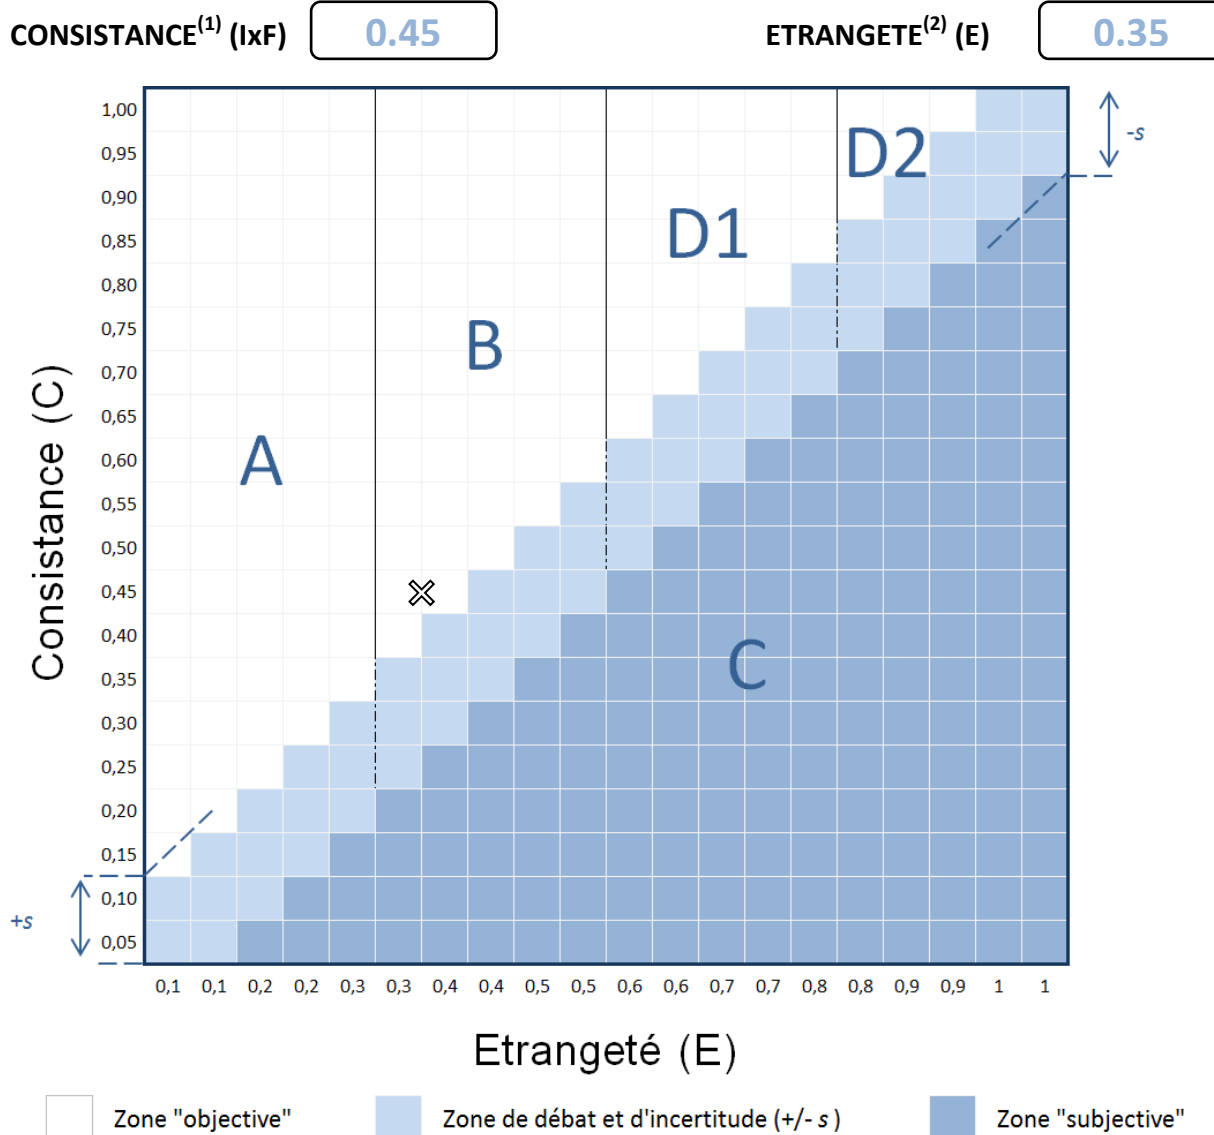 CONSISTANCE(1) (IxF) 0.45 ETRANGETE(2) (E) 0.35
1,00
-s
0,95
D2
0,90
0,85
D1
0,80
0,75
B
0,70
0,65
A
0,60
0,55
0,50
0,45
0,40
C
0,35
0,30
0,25
0,20
0,15
0,10
+s
0,05
Consistance (C)
0,1 0,1 0,2 0,2 0,3 0,3 0,4 0,4 0,5 0,5 0,6 0,6 0,7 0,7 0,8 0,8 0,9 0,9 1 1
Etrangeté (E)
Zone "objective" Zone de débat et d'incertitude (+/- s ) Zone "subjective"